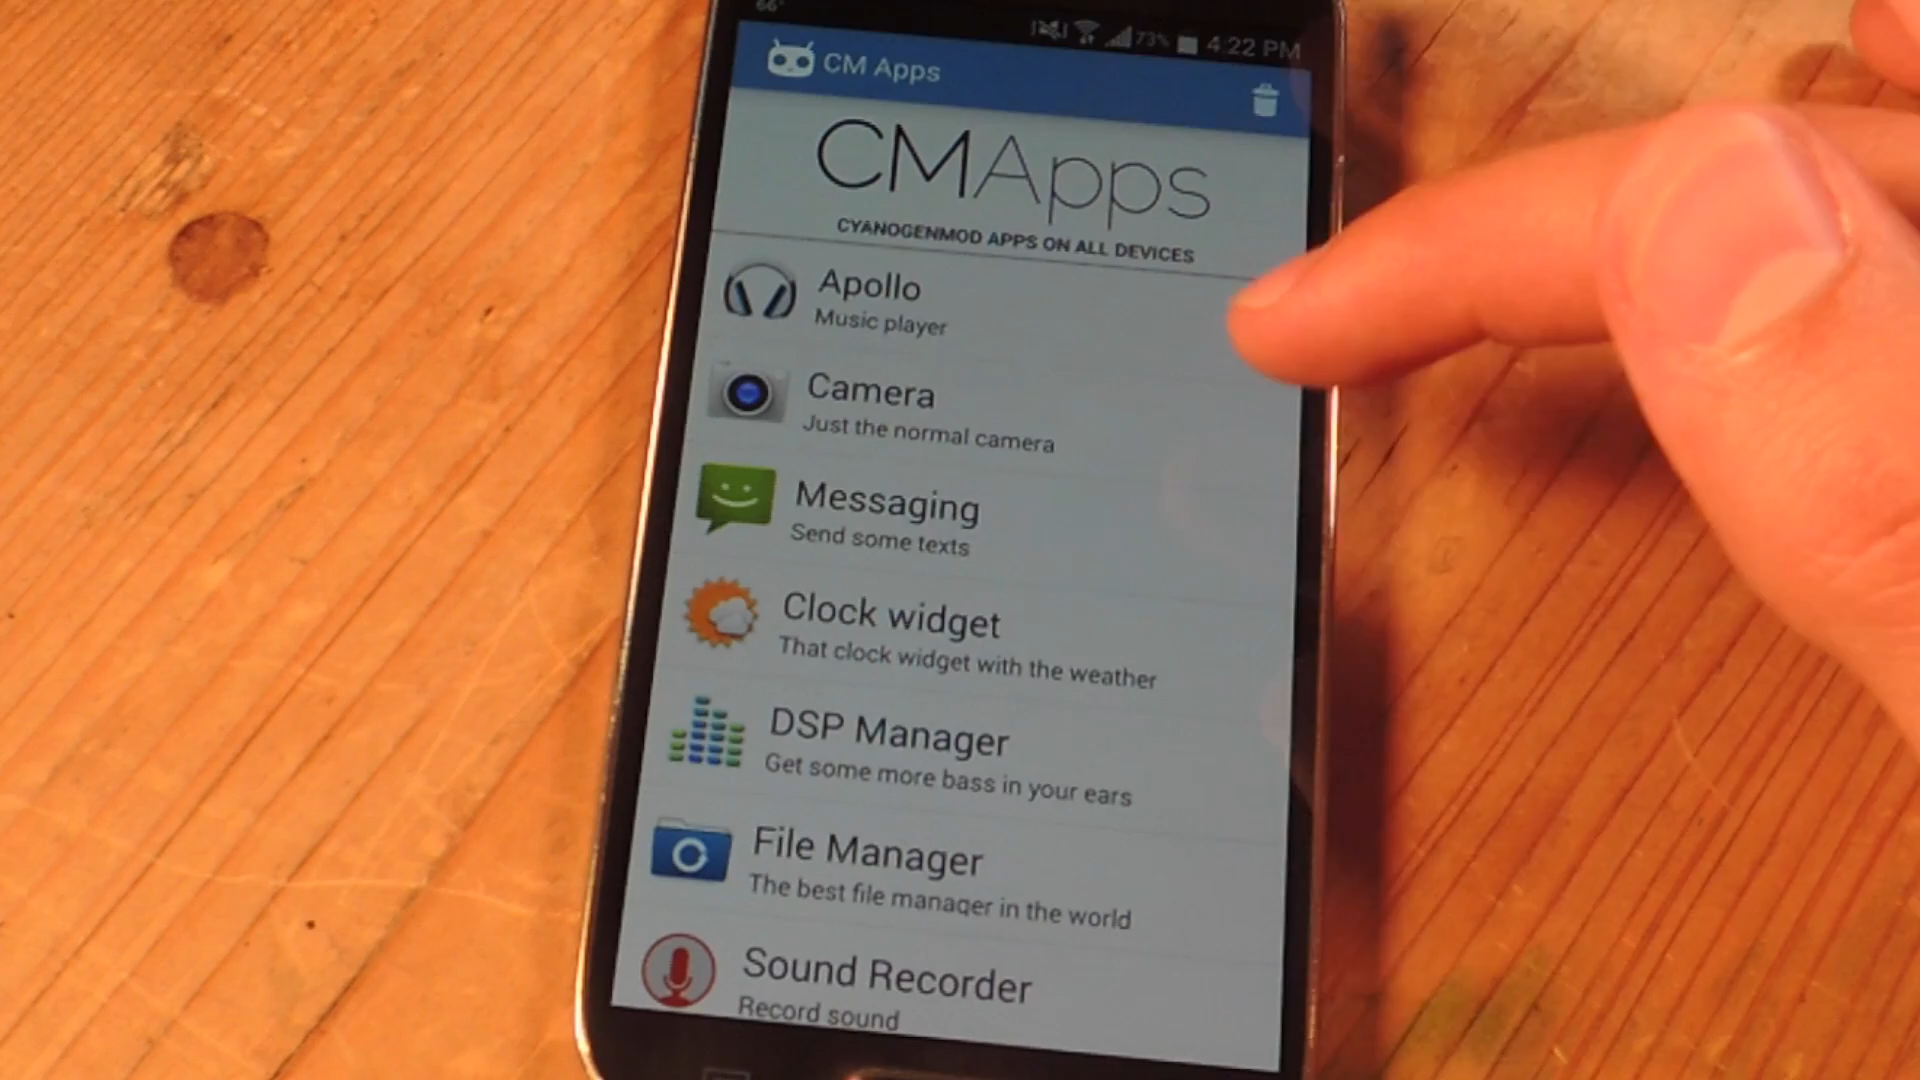 66°
73% 4:22 PM
CM Apps
CMApps
CYANOGENMOD APPS ON ALL DEVICES
Apollo
Music player
Camera
Just the normal camera
Messaging
Send some texts
Clock widget
That clock widget with the weather
DSP Manager
Get some more bass in your ears
File Manager
The best file manager in the world
Sound Recorder
Record sound